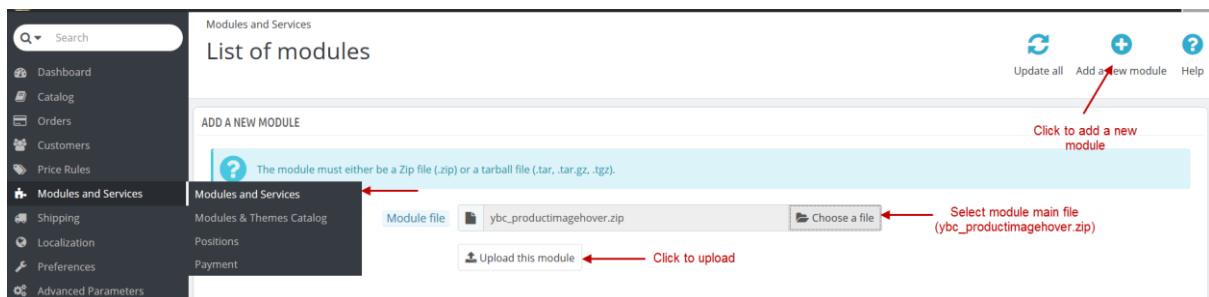 Search
Dashboard
Catalog
Orders
Customers
Price Rules
Modules and Services
Shipping
Localization
Preferences
Advanced Parameters
Modules and Services
Modules & Themes Catalog
Positions
Payment
Modules and Services
List of modules
Update all
Add a new module
Help
Click to add a new
module
ADD A NEW MODULE
The module must either be a Zip file (.zip) or a tarball file (.tar, .tar.gz, .tgz).
Module file
ybc_productimagehover.zip
Choose a file
Select module main file
(ybc_productimagehover.zip)
Upload this module
Click to upload